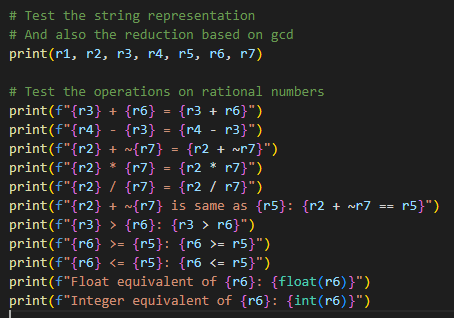 # Test the string representation
# And also the reduction based on gcd
print(r1, r2, r3, r4, r5, r6, r7)
# Test the operations on rational numbers
print(f"{r3} + {r6} = {r3 + r6}")
print(f"{r4} - {r3} = {r4 - r3}")
print(f"{r2} + ~{r7} = {r2 + ~r7}")
print(f"{r2} * {r7} = {r2 * r7}")
print(f"{r2} / {r7} = {r2 / r7}")
print(f"{r2} + ~{r7} is same as {r5}: {r2 + ~r7 == r5}")
print(f"{r3} > {r6}: {r3 > r6}")
print(f"{r6} >= {r5}: {r6 >= r5}")
print(f"{r6} <= {r5}: {r6 <= r5}")
print(f"Float equivalent of {r6}: {float(r6)}")
print(f"Integer equivalent of {r6}: {int(r6)}")